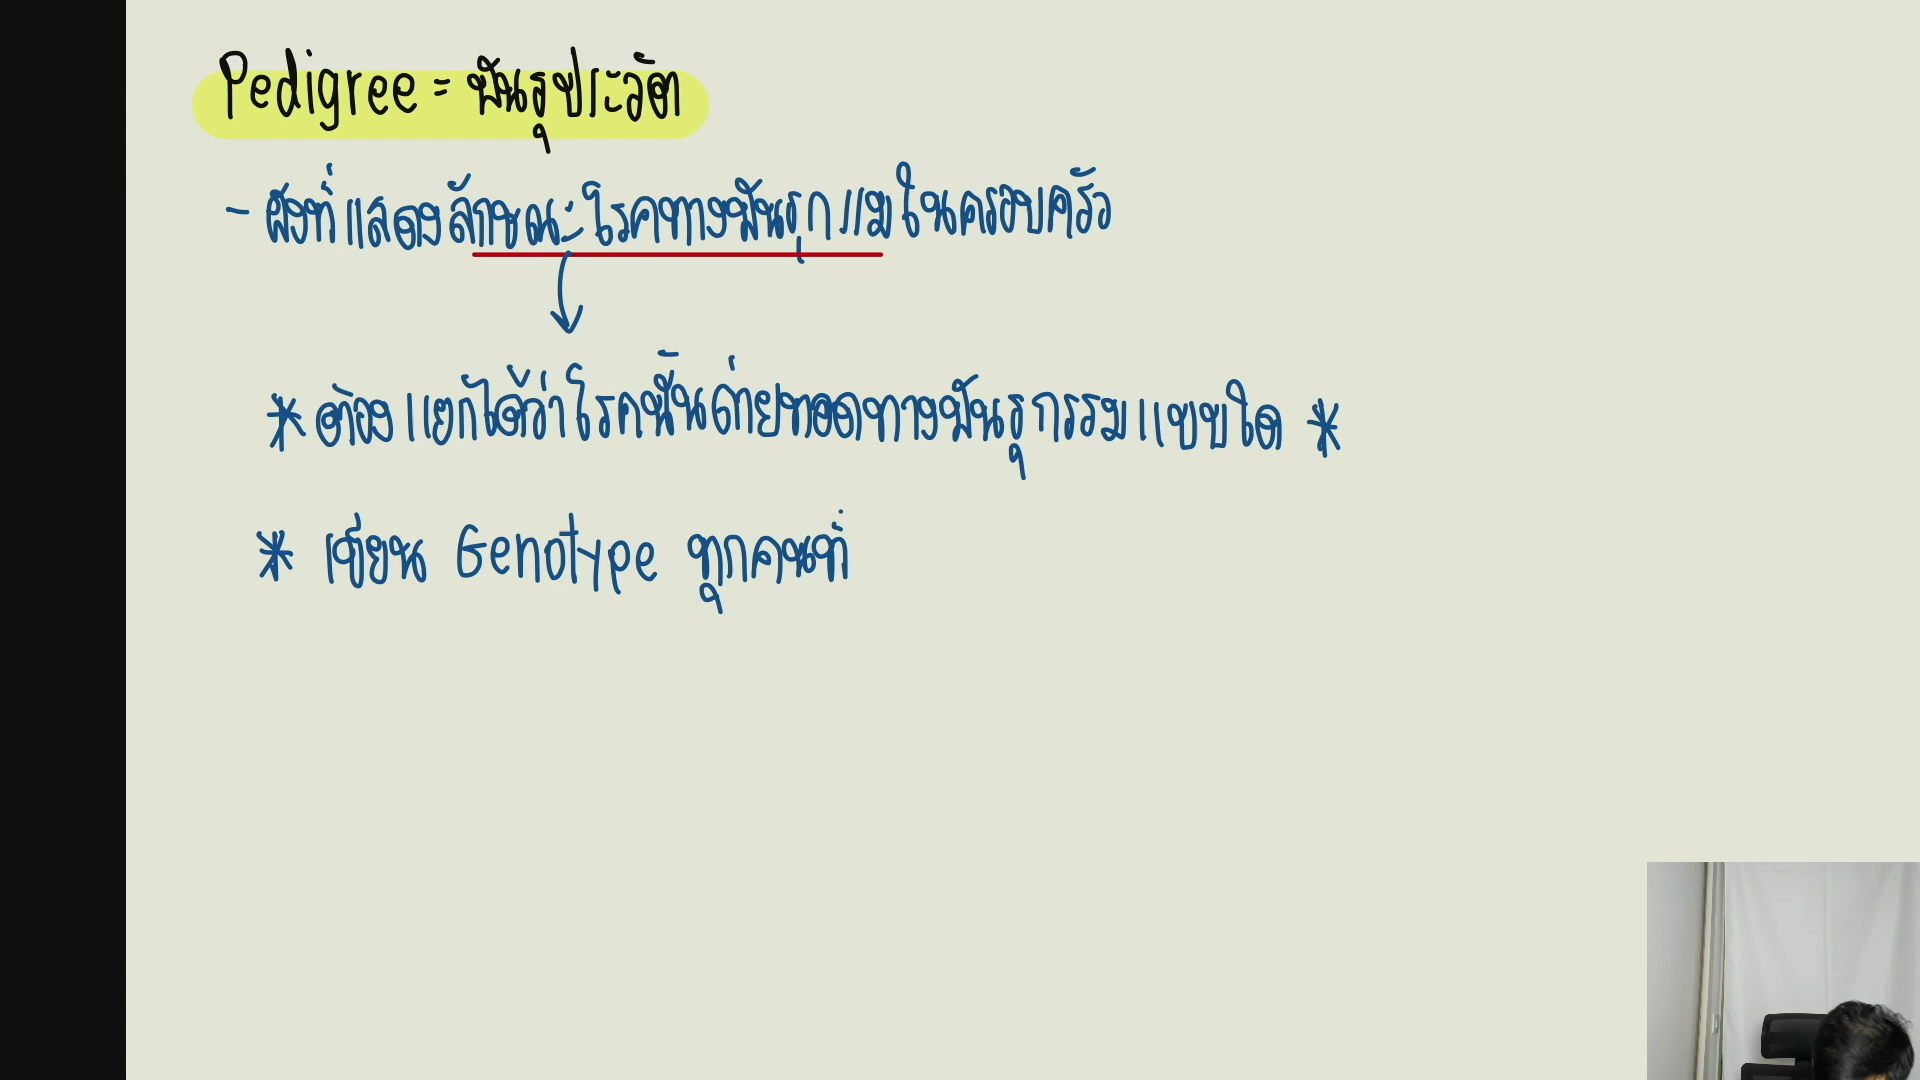 Pedigree = พันธุประวัติ
- ผังที่แสดงลักษณะโรคทางพันธุกรรมในครอบครัว
* ต้องแยกได้ว่าโรคนั้นถ่ายทอดทางพันธุกรรมแบบใด *
* เขียน Genotype ทุกคนที่